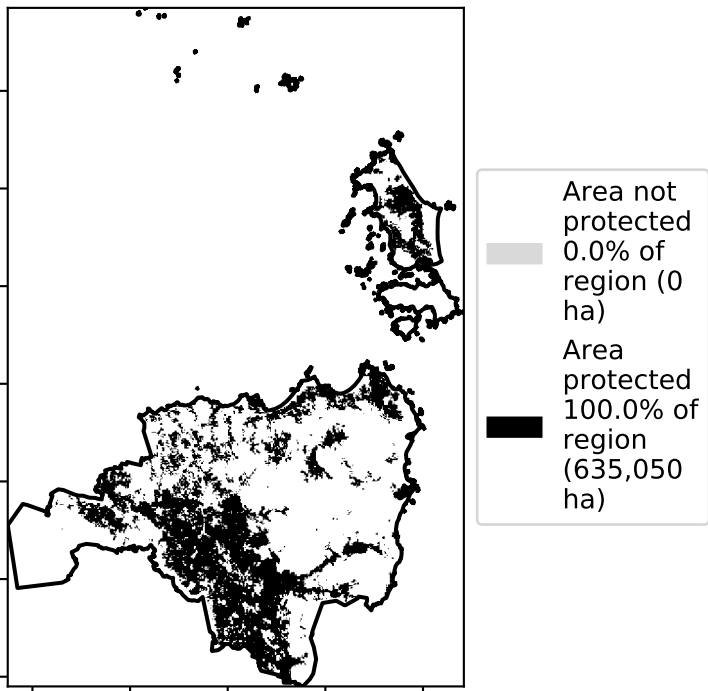 Area not
protected
0.0% of
region (0
ha)
Area
protected
100.0% of
region
(635,050
ha)